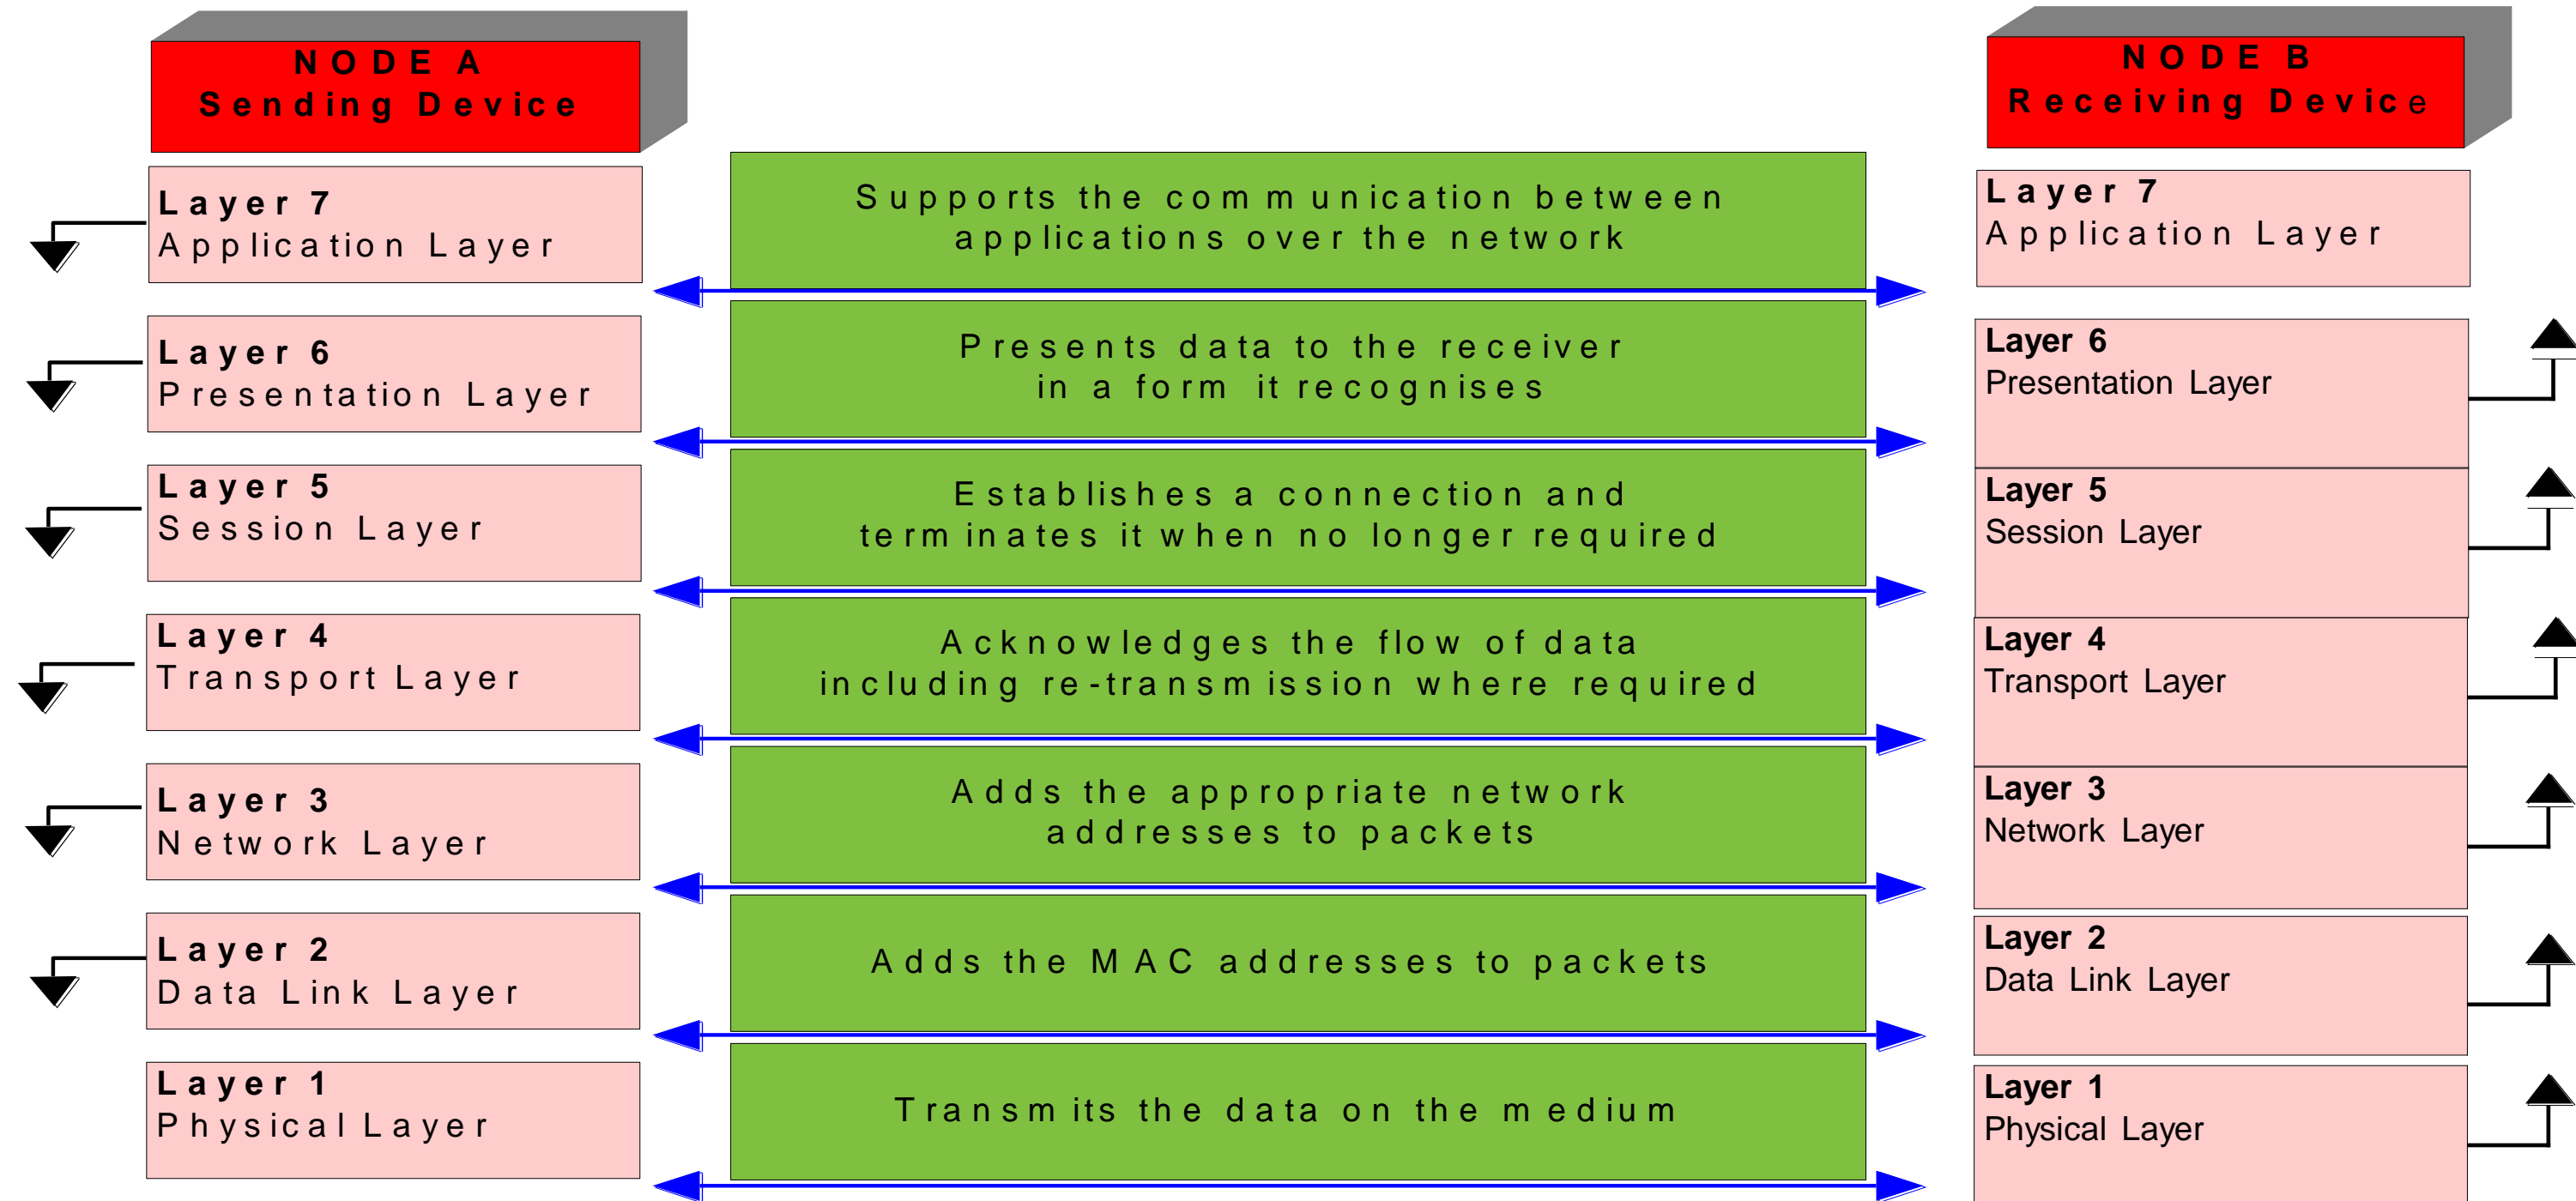 NODE A
Sending Device
NODE B
Receiving Device
Layer 7
Application Layer
Supports the communication between
applications over the network
Layer 7
Application Layer
Layer 6
Presentation Layer
Presents data to the receiver
in a form it recognises
Layer 6
Presentation Layer
Layer 5
Session Layer
Establishes a connection and
terminates it when no longer required
Layer 5
Session Layer
Layer 4
Transport Layer
Acknowledges the flow of data
including re-transmission where required
Layer 4
Transport Layer
Layer 3
Network Layer
Adds the appropriate network
addresses to packets
Layer 3
Network Layer
Layer 2
Data Link Layer
Adds the MAC addresses to packets
Layer 2
Data Link Layer
Layer 1
Physical Layer
Transmits the data on the medium
Layer 1
Physical Layer